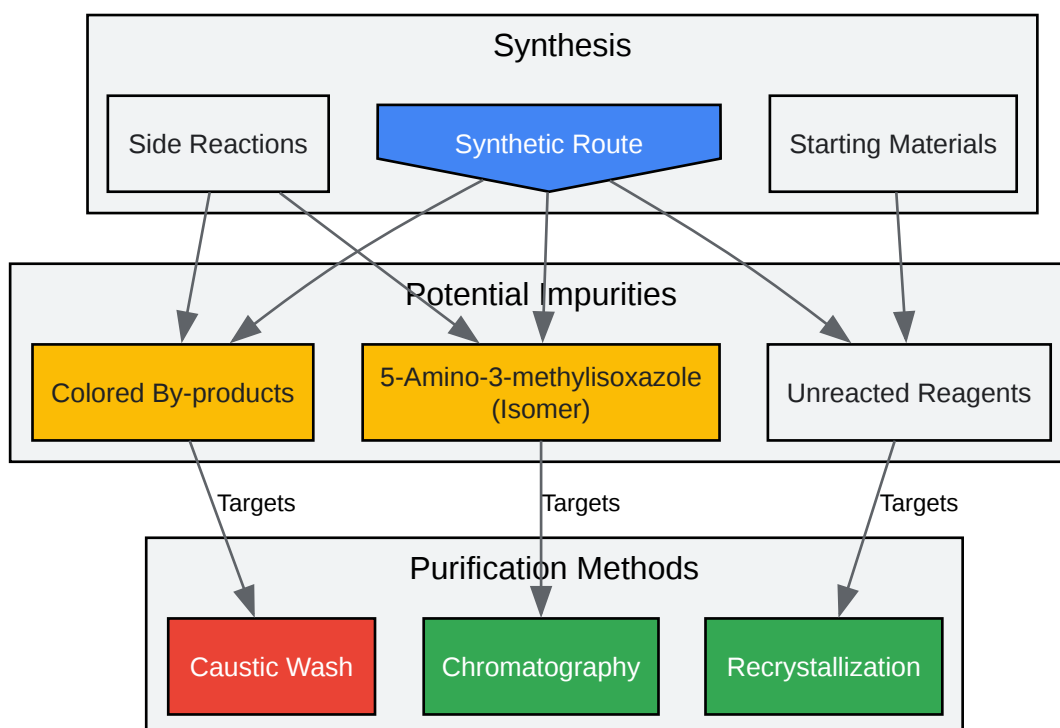 Synthesis
Side Reactions
Synthetic Route
Starting Materials
Potential Impurities
Colored By-products
5-Amino-3-methylisoxazole
(Isomer)
Unreacted Reagents
Targets
Targets
Targets
Purification Methods
Caustic Wash
Chromatography
Recrystallization